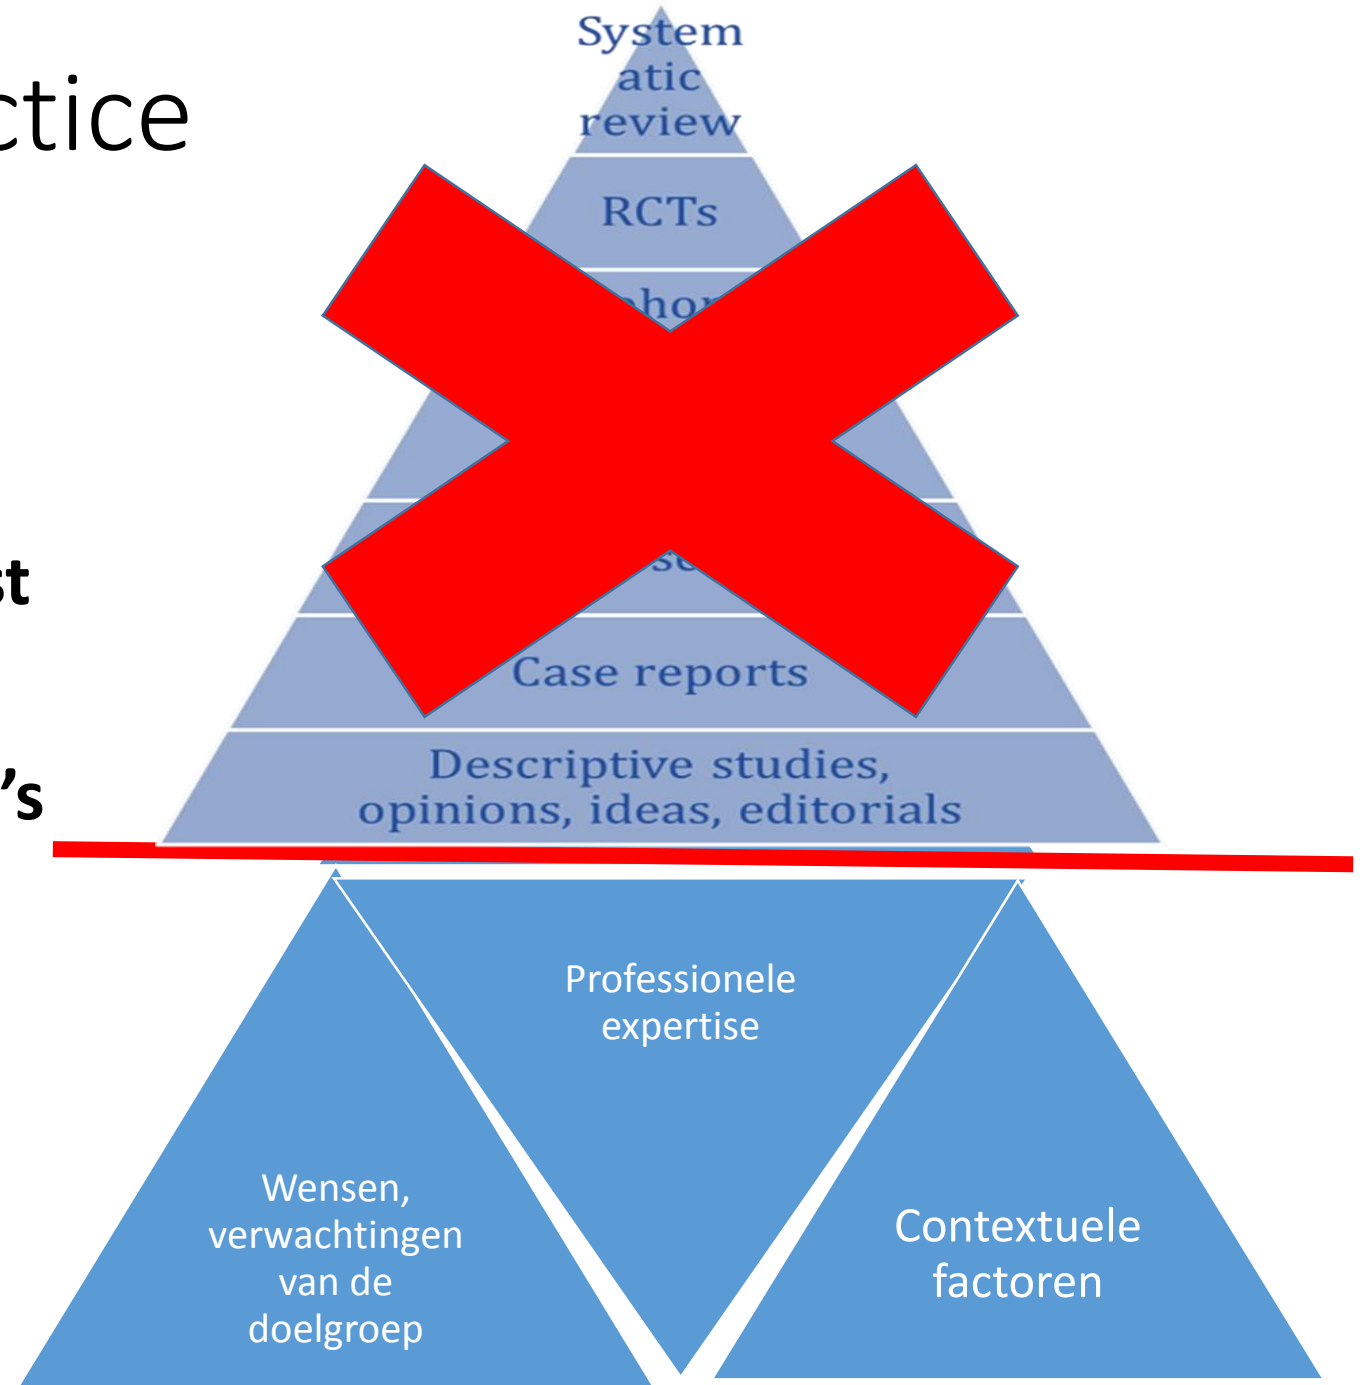 System
atic
review
ctice
RCTs
st
Case reports
Descriptive studies,
opinions, ideas, editorials
’s
Professionele
expertise
Wensen,
verwachtingen
van de
doelgroep
Contextuele
factoren